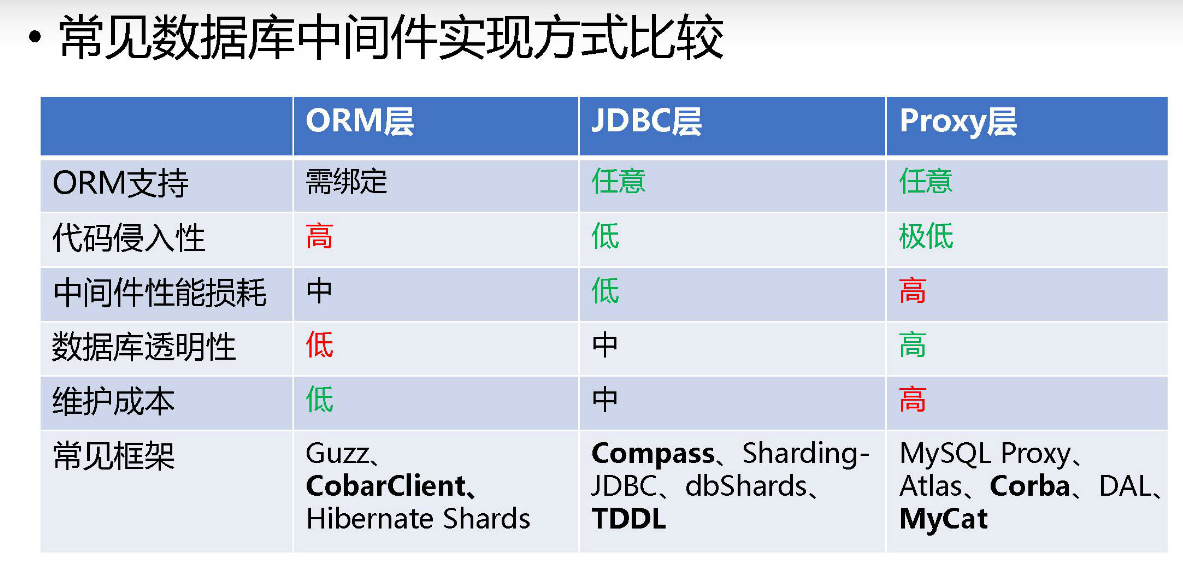 • 常见数据库中间件实现方式比较
ORM层 JDBC层 Proxy层
ORM支持 需绑定 任意 任意
代码侵入性 高 低 极低
中间件性能损耗 中 低 高
数据库透明性 低 中 高
维护成本 低 中 高
常见框架
Guzz、
CobarClient、
Hibernate Shards
Compass、Sharding-
JDBC、dbShards、
TDDL
MySQL Proxy、
Atlas、Corba、DAL、
MyCat